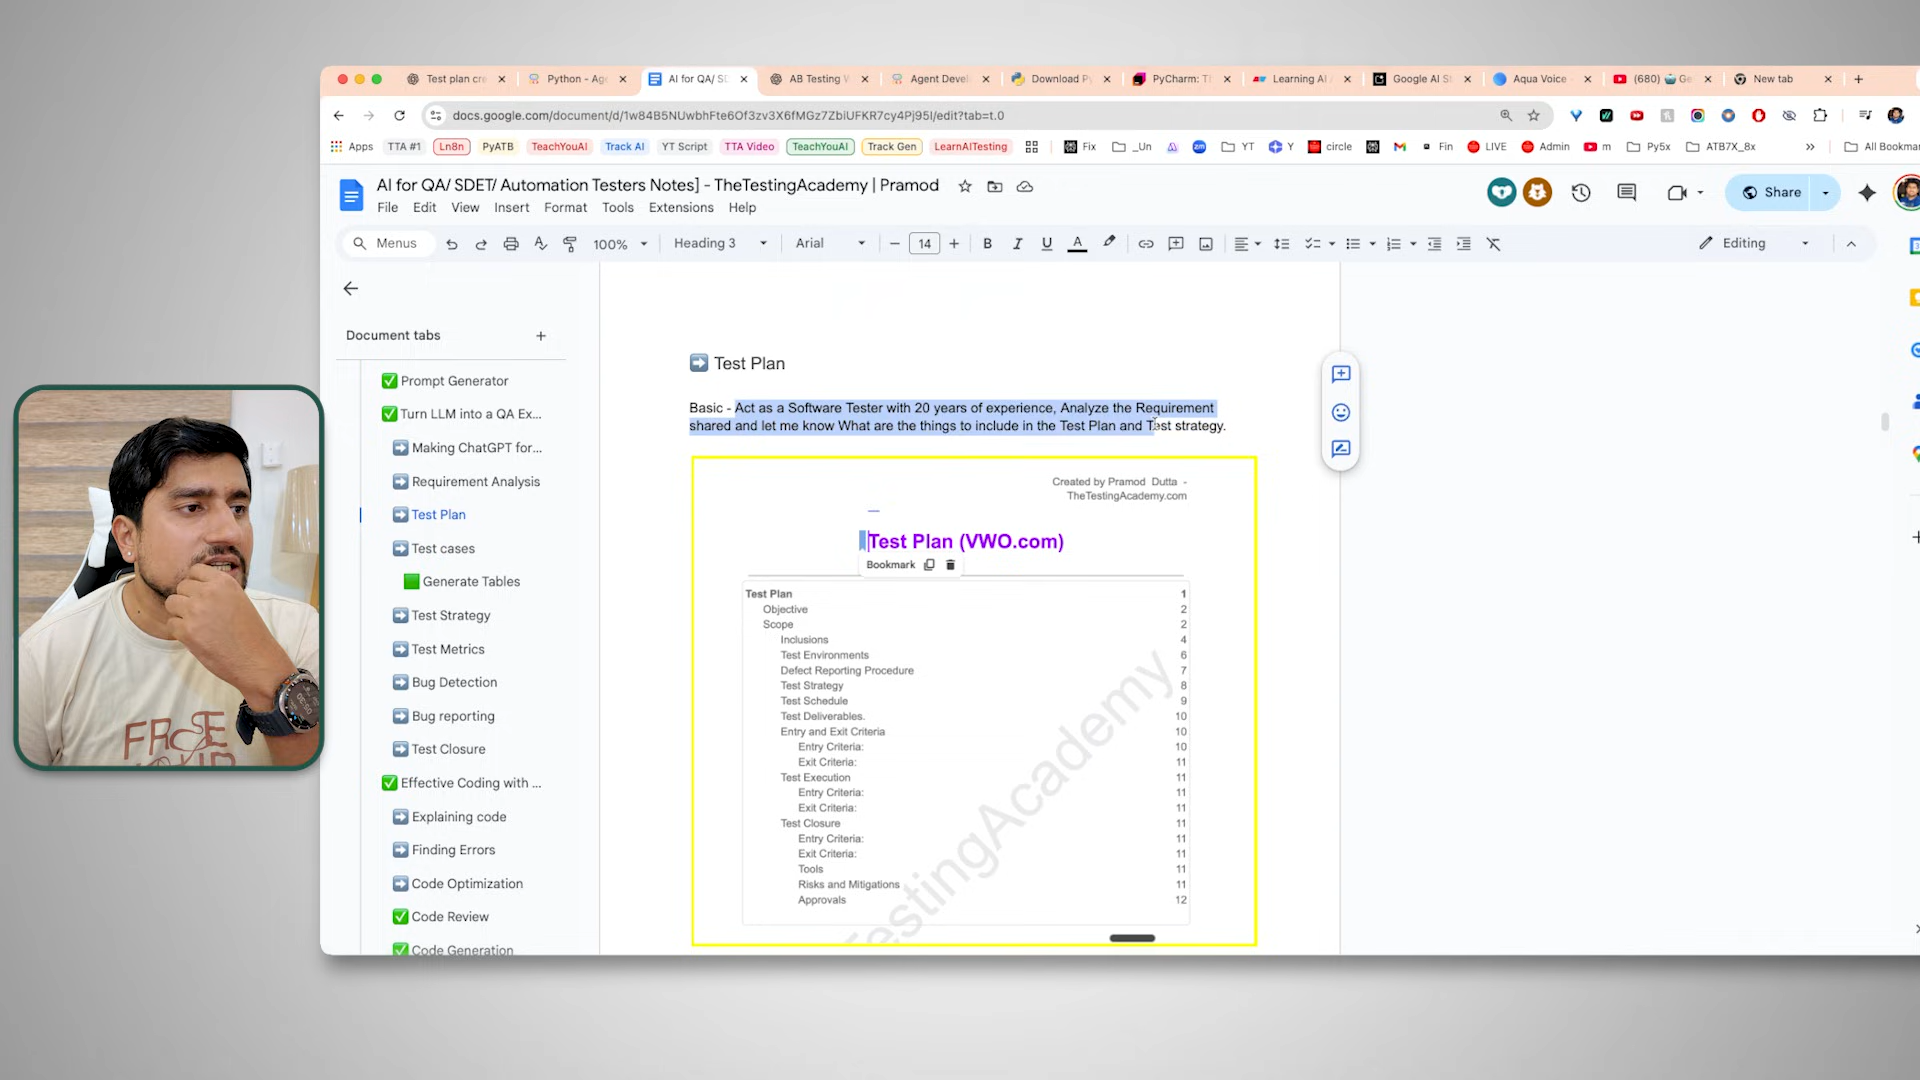 Test plan cre
Python - Age
AI for QA/ SD
AB Testing
Agent Devel
Download Py
PyCharm: Th
Learning AI
Google AI St
Aqua Voice -
(680)
New tab
docs.google.com/document/d/1w84B5NUwbhFte6Of3zv3X6fMGz7ZbiUFKR7cy4Pj95I/edit?tab=t.0
Apps
TTA #1
Ln8n
PyATB
TeachYouAI
Track AI
YT Script
TTA Video
TeachYouAI
Track Gen
LearnAITesting
Fix
_Un
YT
Y
circle
Fin
LIVE
Admin
m
Py5x
ATB7X_8x
»
All Bookmar
AI for QA/ SDET/ Automation Testers Notes] - TheTestingAcademy | Pramod
File Edit View Insert Format Tools Extensions Help
Share
Menus
100%
Heading 3
Arial
14
Editing
Document tabs
Prompt Generator
Turn LLM into a QA Ex...
Making ChatGPT for...
Requirement Analysis
Test Plan
Test cases
Generate Tables
Test Strategy
Test Metrics
Bug Detection
Bug reporting
Test Closure
Effective Coding with ...
Explaining code
Finding Errors
Code Optimization
Code Review
Code Generation
Test Plan
Basic - Act as a Software Tester with 20 years of experience, Analyze the Requirement
shared and let me know What are the things to include in the Test Plan and Test strategy.
Created by Pramod Dutta -
TheTestingAcademy.com
Test Plan (VWO.com)
Bookmark
Test Plan 1
Objective 2
Scope 2
Inclusions 4
Test Environments 6
Defect Reporting Procedure 7
Test Strategy 8
Test Schedule 9
Test Deliverables. 10
Entry and Exit Criteria 10
Entry Criteria: 10
Exit Criteria: 11
Test Execution 11
Entry Criteria: 11
Exit Criteria: 11
Test Closure 11
Entry Criteria: 11
Exit Criteria: 11
Tools 11
Risks and Mitigations 11
Approvals 12
estingAcademy